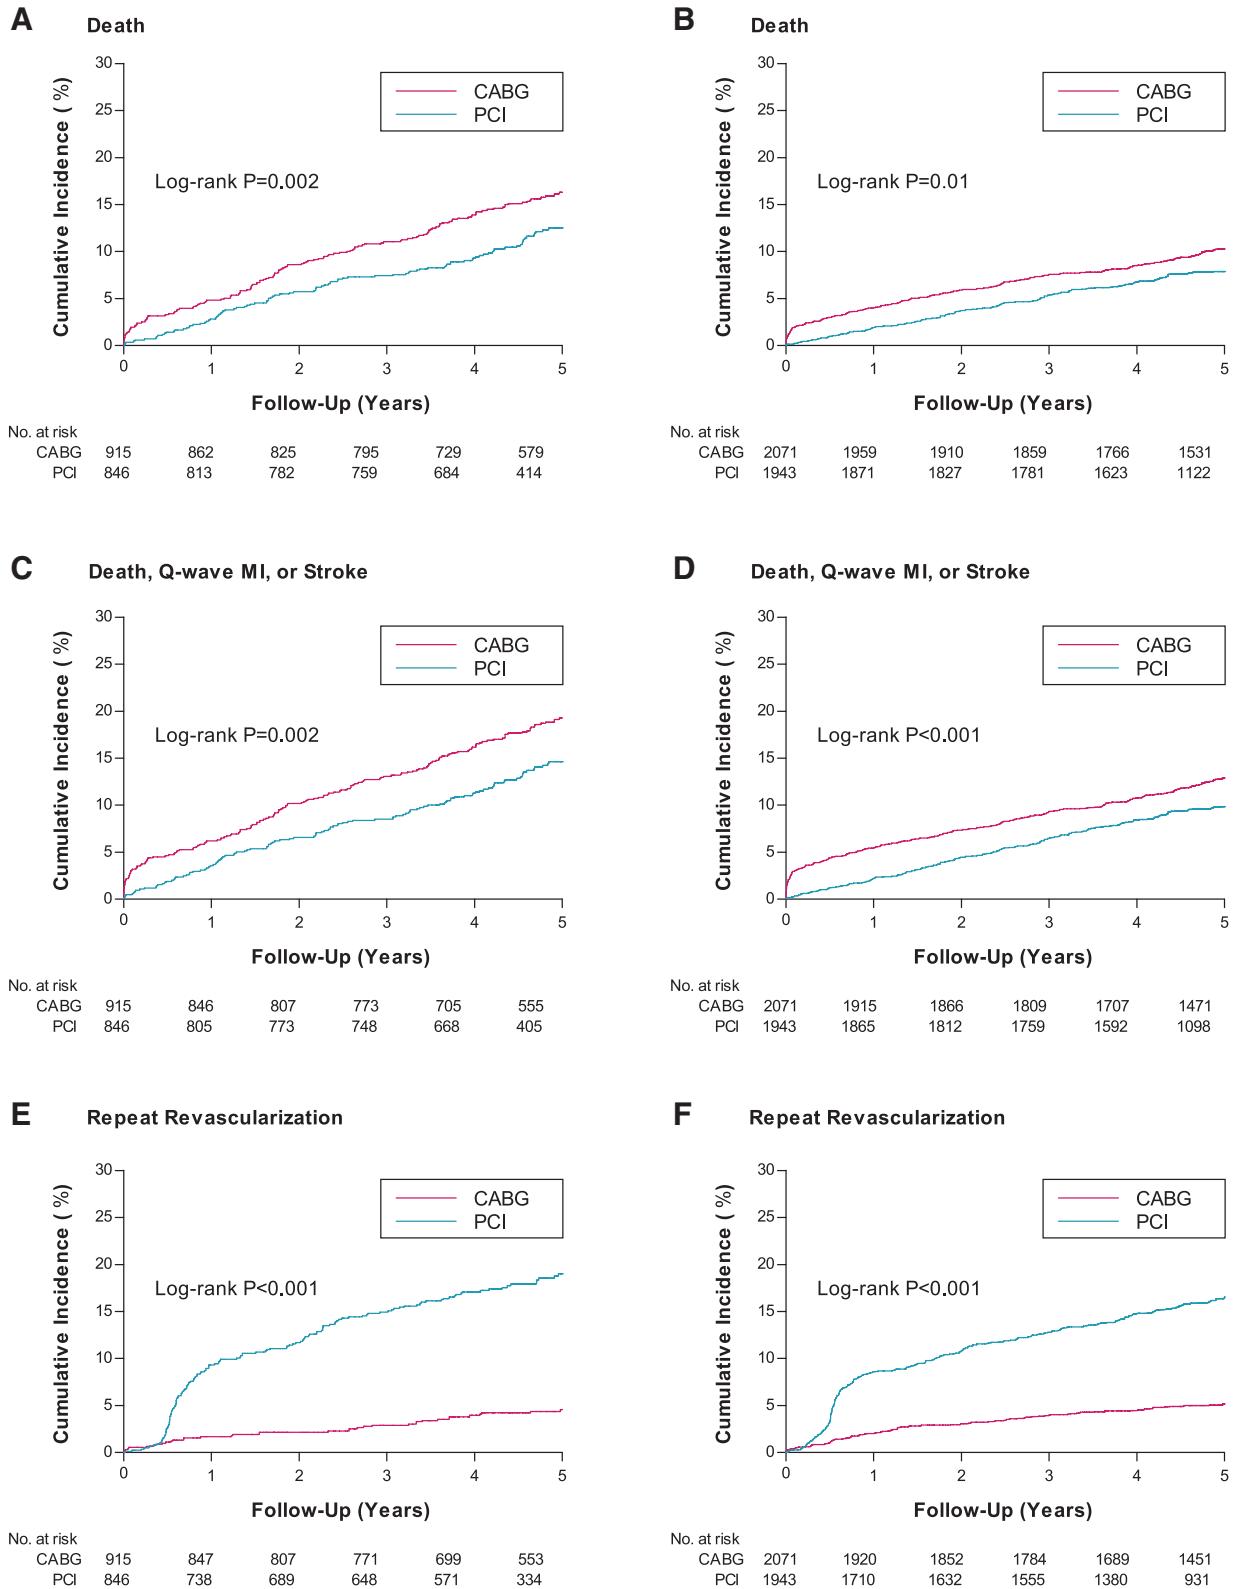 A Death
30
25
20
15
10
5
0
Cumulative Incidence ( %)
CABG
PCI
Log-rank P=0.002
0 1 2 3 4 5
Follow-Up (Years)
No. at risk
CABG 915 862 825 795 729 579
PCI 846 813 782 759 684 414
B Death
30
25
20
15
10
5
0
Cumulative Incidence ( %)
CABG
PCI
Log-rank P=0.01
0 1 2 3 4 5
Follow-Up (Years)
No. at risk
CABG 2071 1959 1910 1859 1766 1531
PCI 1943 1871 1827 1781 1623 1122
C Death, Q-wave MI, or Stroke
30
25
20
15
10
5
0
Cumulative Incidence ( %)
CABG
PCI
Log-rank P=0.002
0 1 2 3 4 5
Follow-Up (Years)
No. at risk
CABG 915 846 807 773 705 555
PCI 846 805 773 748 668 405
D Death, Q-wave MI, or Stroke
30
25
20
15
10
5
0
Cumulative Incidence ( %)
CABG
PCI
Log-rank P<0.001
0 1 2 3 4 5
Follow-Up (Years)
No. at risk
CABG 2071 1915 1866 1809 1707 1471
PCI 1943 1865 1812 1759 1592 1098
E Repeat Revascularization
30
25
20
15
10
5
0
Cumulative Incidence ( %)
CABG
PCI
Log-rank P<0.001
0 1 2 3 4 5
Follow-Up (Years)
No. at risk
CABG 915 847 807 771 699 553
PCI 846 738 689 648 571 334
F Repeat Revascularization
30
25
20
15
10
5
0
Cumulative Incidence ( %)
CABG
PCI
Log-rank P<0.001
0 1 2 3 4 5
Follow-Up (Years)
No. at risk
CABG 2071 1920 1852 1784 1689 1451
PCI 1943 1710 1632 1555 1380 931